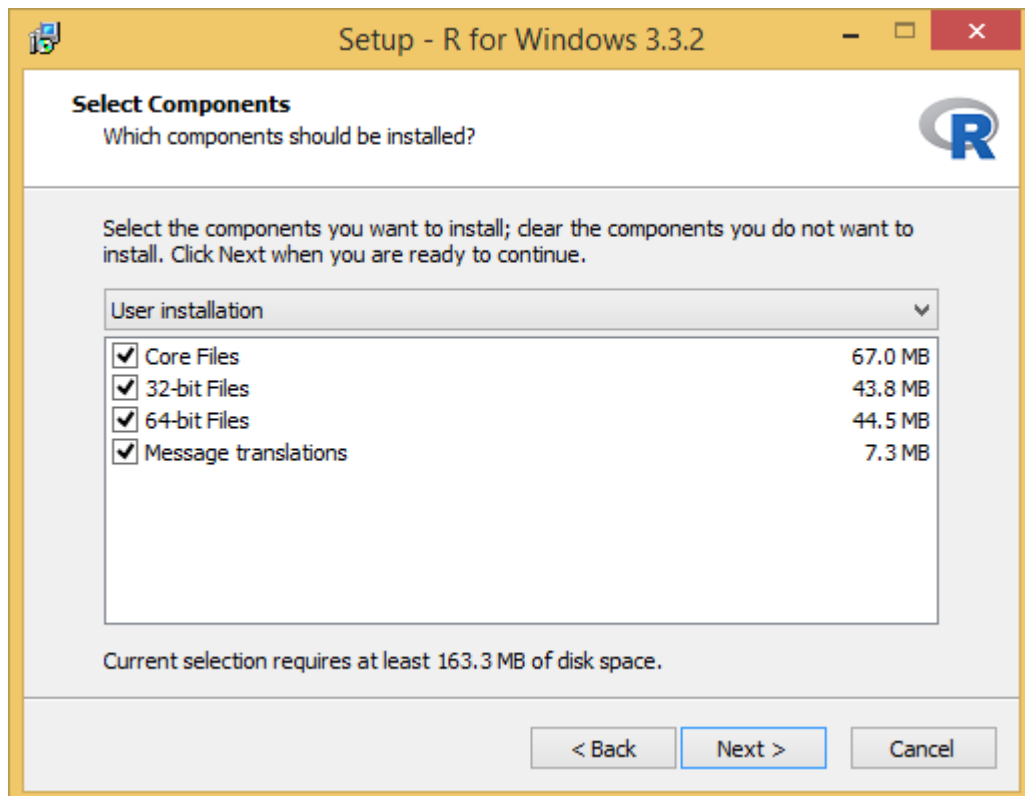 Setup - R for Windows 3.3.2
Select Components
Which components should be installed?
R
Select the components you want to install; clear the components you do not want to
install. Click Next when you are ready to continue.
User installation
Core Files 67.0 MB
32-bit Files 43.8 MB
64-bit Files 44.5 MB
Message translations 7.3 MB
Current selection requires at least 163.3 MB of disk space.
< Back Next > Cancel